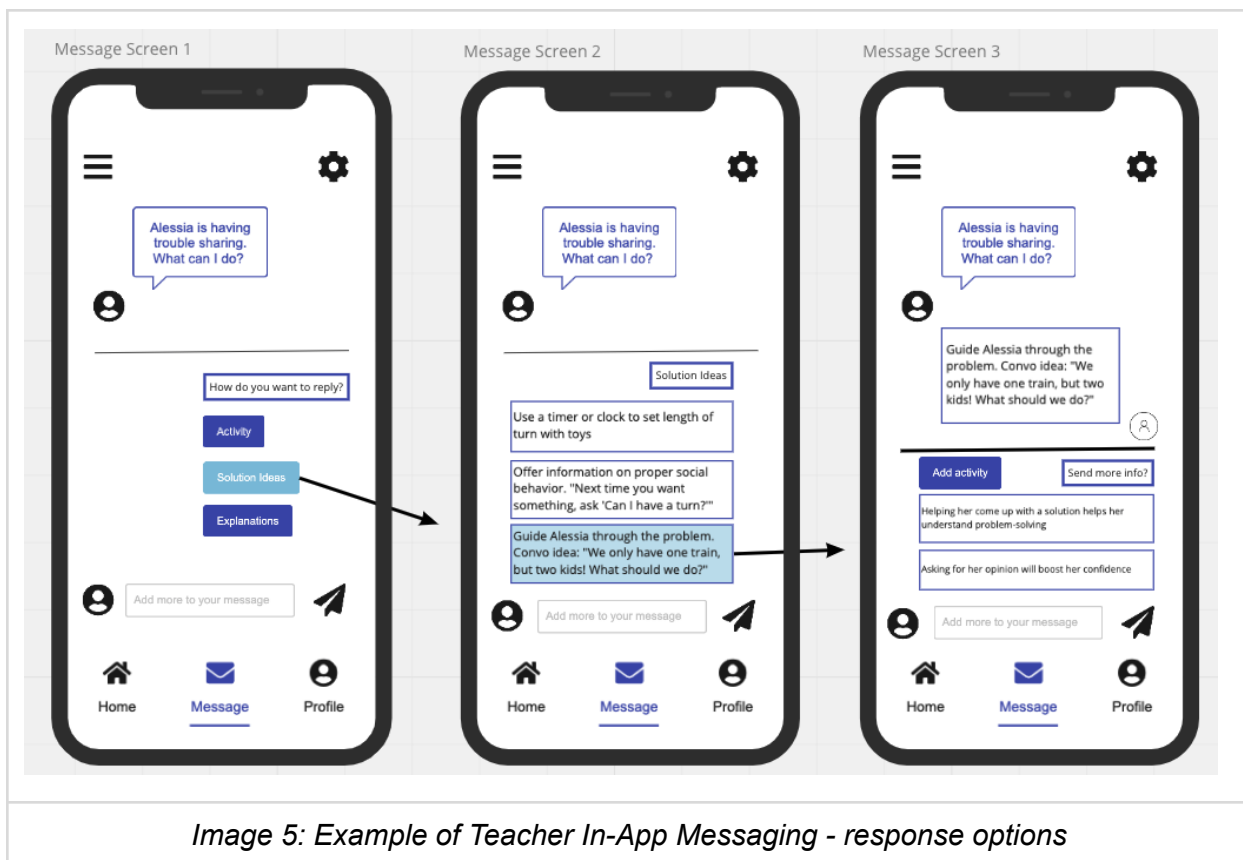 Message Screen 1
Alessia is having
trouble sharing.
What can I do?
How do you want to reply?
Activity
Solution Ideas
Explanations
Add more to your message
Home
Message
Profile
Message Screen 2
Alessia is having
trouble sharing.
What can I do?
Solution Ideas
Use a timer or clock to set length of
turn with toys
Offer information on proper social
behavior. "Next time you want
something, ask 'Can I have a turn?'"
Guide Alessia through the problem.
Convo idea: "We only have one train,
but two kids! What should we do?"
Add more to your message
Home
Message
Profile
Message Screen 3
Alessia is having
trouble sharing.
What can I do?
Guide Alessia through the
problem. Convo idea: "We
only have one train, but two
kids! What should we do?"
Add activity
Send more info?
Helping her come up with a solution helps her
understand problem-solving
Asking for her opinion will boost her confidence
Add more to your message
Home
Message
Profile
Image 5: Example of Teacher In-App Messaging - response options